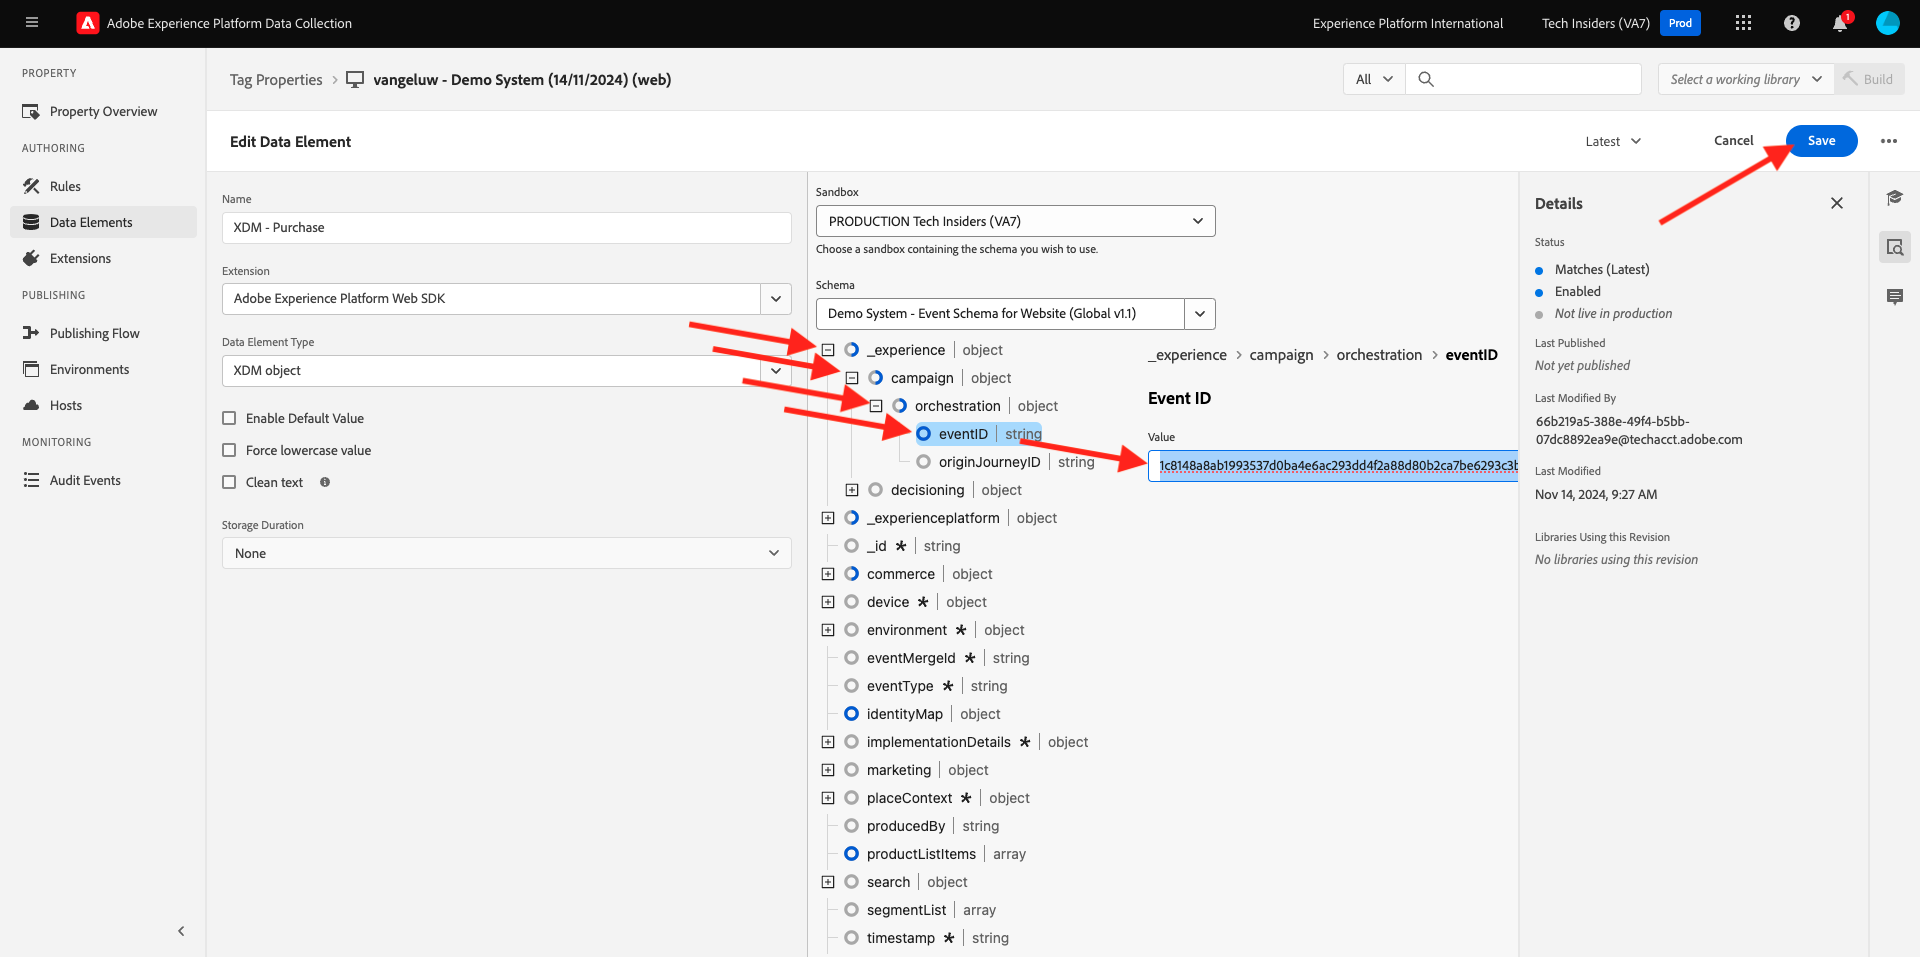 Adobe Experience Platform Data Collection
Experience Platform International
Tech Insiders (VA7)
Prod
1
PROPERTY
Property Overview
AUTHORING
Rules
Data Elements
Extensions
PUBLISHING
Publishing Flow
Environments
Hosts
MONITORING
Audit Events
Tag Properties
vangeluw - Demo System (14/11/2024) (web)
All
Select a working library
Build
Edit Data Element
Latest
Cancel
Save
Name
XDM - Purchase
Extension
Adobe Experience Platform Web SDK
Data Element Type
XDM object
Enable Default Value
Force lowercase value
Clean text
Storage Duration
None
Sandbox
PRODUCTION Tech Insiders (VA7)
Choose a sandbox containing the schema you wish to use.
Schema
Demo System - Event Schema for Website (Global v1.1)
_experience | object
campaign | object
orchestration | object
eventID | string
originJourneyID | string
decisioning | object
_experienceplatform | object
_id * | string
commerce | object
device * | object
environment * | object
eventMergeId * | string
eventType * | string
identityMap | object
implementationDetails * | object
marketing | object
placeContext * | object
producedBy | string
productListItems | array
search | object
segmentList | array
timestamp * | string
_experience > campaign > orchestration > eventID
Event ID
Value
1c8148a8ab1993537d0ba4e6ac293dd4f2a88d80b2ca7be6293c3b
Details
Status
Matches (Latest)
Enabled
Not live in production
Last Published
Not yet published
Last Modified By
66b219a5-388e-49f4-b5bb-
07dc8892ea9e@techacct.adobe.com
Last Modified
Nov 14, 2024, 9:27 AM
Libraries Using this Revision
No libraries using this revision